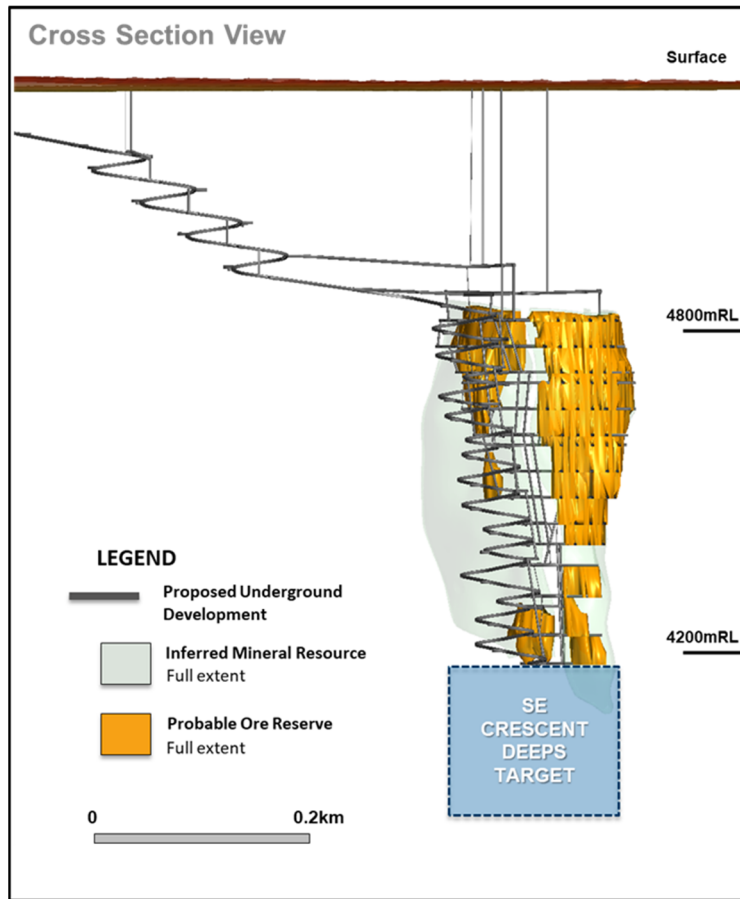 Cross Section View
Surface
4800mRL
LEGEND
Proposed Underground
Development
Inferred Mineral Resource
Full extent
Probable Ore Reserve
Full extent
4200mRL
SE
CRESCENT
DEEPS
TARGET
0 0.2km